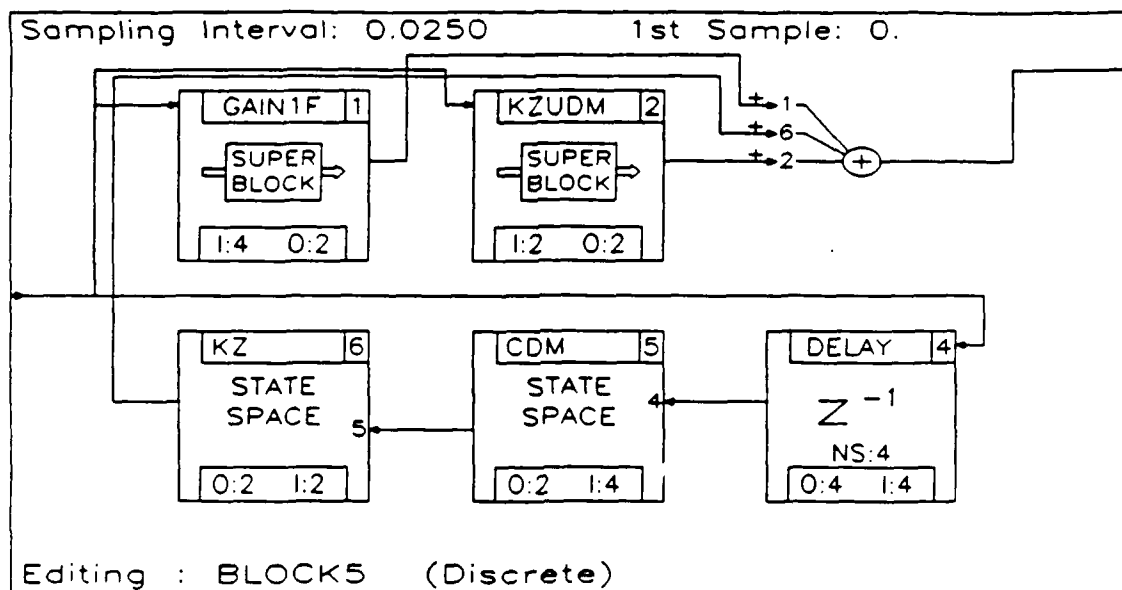 Sampling Interval: 0.0250 1st Sample: 0.
GAIN1F 1
SUPER
BLOCK
I:4 O:2
KZUDM 2
SUPER
BLOCK
I:2 O:2
+ 1
+ 6
+ 2
+
KZ 6
STATE
SPACE
5
O:2 I:2
CDM 5
STATE
SPACE
4
O:2 I:4
DELAY 4
Z -1
NS:4
O:4 I:4
Editing : BLOCK5 (Discrete)